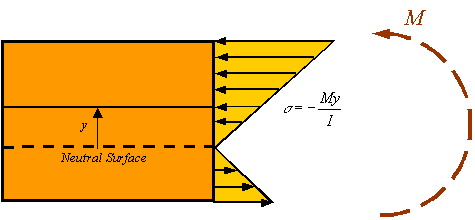 M
σ = − My/I
y
Neutral Surface